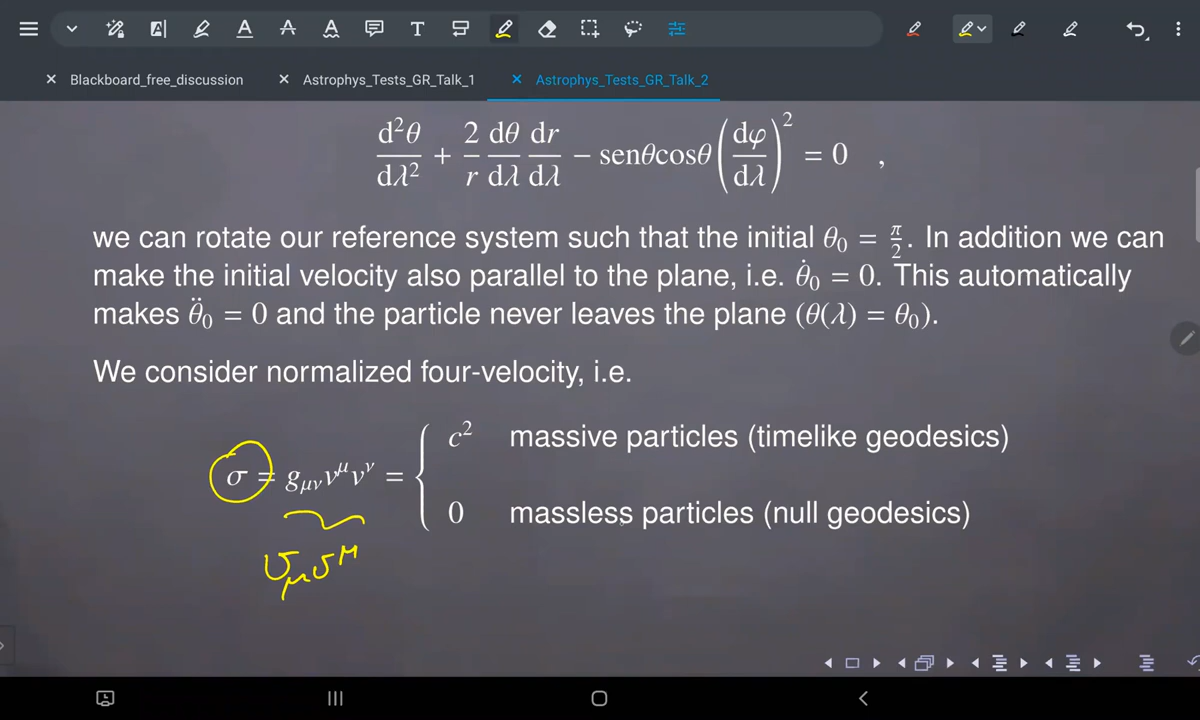 Blackboard_free_discussion
Astrophys_Tests_GR_Talk_1
Astrophys_Tests_GR_Talk_2
d²θ/dλ² + 2/r dθ/dλ dr/dλ − senθcosθ (dφ/dλ)² = 0 ,
we can rotate our reference system such that the initial θ₀ = π/2. In addition we can
make the initial velocity also parallel to the plane, i.e. θ̇₀ = 0. This automatically
makes θ̈₀ = 0 and the particle never leaves the plane (θ(λ) = θ₀).
We consider normalized four-velocity, i.e.
c² massive particles (timelike geodesics)
σ = g_μν v^μ v^ν = {
0 massless particles (null geodesics)
v_μ v^μ